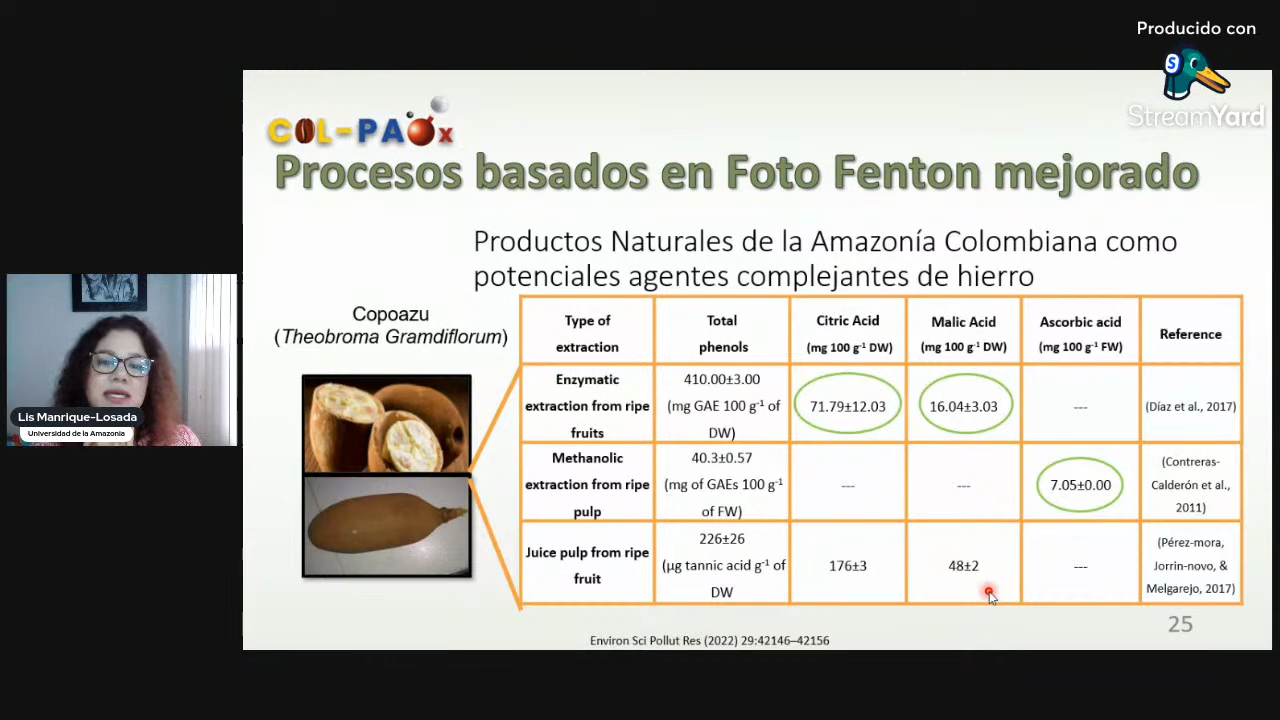 Producido con
StreamYard
COL-PAOx
Procesos basados en Foto Fenton mejorado
Productos Naturales de la Amazonía Colombiana como
potenciales agentes complejantes de hierro
Copoazu
(Theobroma Gramdiflorum)
Type of
extraction
Total
phenols
Citric Acid
(mg 100 g⁻¹ DW)
Malic Acid
(mg 100 g⁻¹ DW)
Ascorbic acid
(mg 100 g⁻¹ FW)
Reference
Enzymatic
extraction from ripe
fruits
410.00±3.00
(mg GAE 100 g⁻¹ of
DW)
71.79±12.03
16.04±3.03
---
(Díaz et al., 2017)
Methanolic
extraction from ripe
pulp
40.3±0.57
(mg of GAEs 100 g⁻¹
of FW)
---
---
7.05±0.00
(Contreras-
Calderón et al.,
2011)
Juice pulp from ripe
fruit
226±26
(µg tannic acid g⁻¹ of
DW
176±3
48±2
---
(Pérez-mora,
Jorrin-novo, &
Melgarejo, 2017)
25
Environ Sci Pollut Res (2022) 29:42146–42156
Lis Manrique-Losada
Universidad de la Amazonia